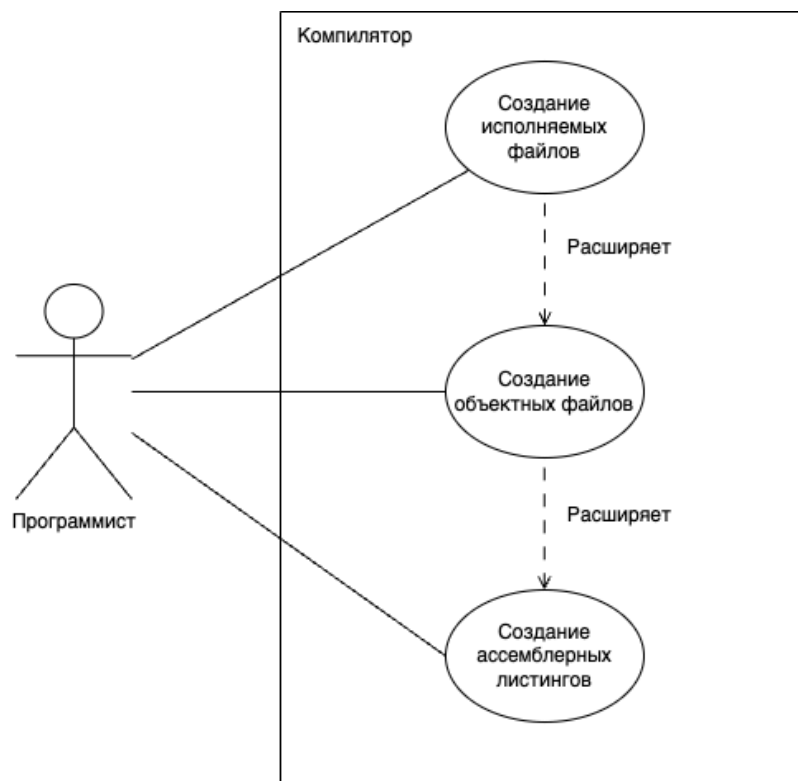 Компилятор
Создание
исполняемых
файлов
Расширяет
Создание
объектных файлов
Расширяет
Программист
Создание
ассемблерных
листингов